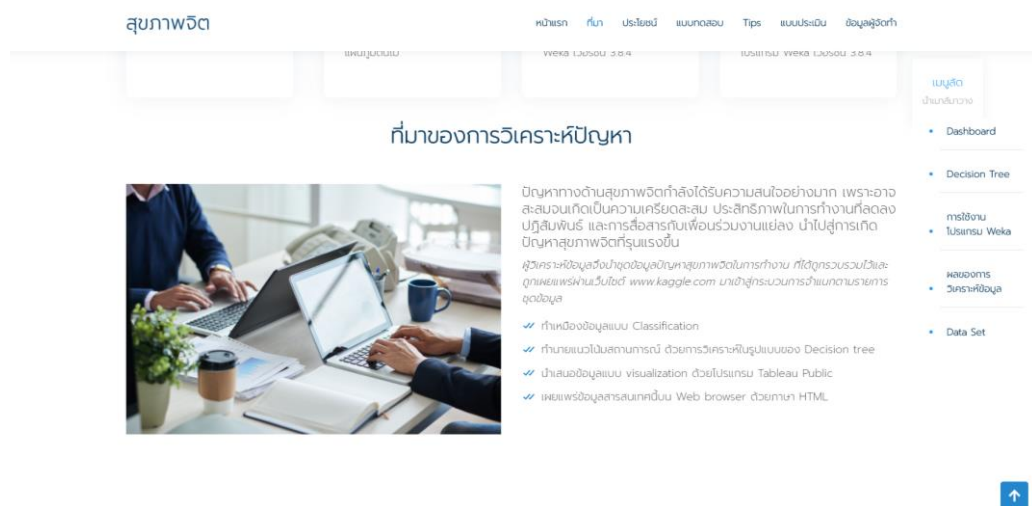 สุขภาพจิต
หน้าแรก ที่มา ประโยชน์ แบบทดสอบ Tips แบบประเมิน ข้อมูลผู้จัดทำ
แผนภูมิต้นไม้
Weka เวอร์ชั่น 3.8.4
โปรแกรม Weka เวอร์ชั่น 3.8.4
เมนูลัด
นำเมาส์มาวาง
Dashboard
Decision Tree
การใช้งาน
โปรแกรม Weka
ผลของการ
วิเคราะห์ข้อมูล
Data Set
ที่มาของการวิเคราะห์ปัญหา
ปัญหาทางด้านสุขภาพจิตกำลังได้รับความสนใจอย่างมาก เพราะอาจ
สะสมจนเกิดเป็นความเครียดสะสม ประสิทธิภาพในการทำงานที่ลดลง
ปฏิสัมพันธ์ และการสื่อสารกับเพื่อนร่วมงานแย่ลง นำไปสู่การเกิด
ปัญหาสุขภาพจิตที่รุนแรงขึ้น
ผู้วิเคราะห์ข้อมูลจึงนำชุดข้อมูลปัญหาสุขภาพจิตในการทำงาน ที่ได้ถูกรวบรวมไว้และ
ถูกเผยแพร่ผ่านเว็บไซต์ www.kaggle.com มาเข้าสู่กระบวนการจำแนกตามรายการ
ชุดข้อมูล
ทำเหมืองข้อมูลแบบ Classification
ทำนายแนวโน้มสถานการณ์ ด้วยการวิเคราะห์ในรูปแบบของ Decision tree
นำเสนอข้อมูลแบบ visualization ด้วยโปรแกรม Tableau Public
เผยแพร่ข้อมูลสารสนเทศนี้บน Web browser ด้วยภาษา HTML